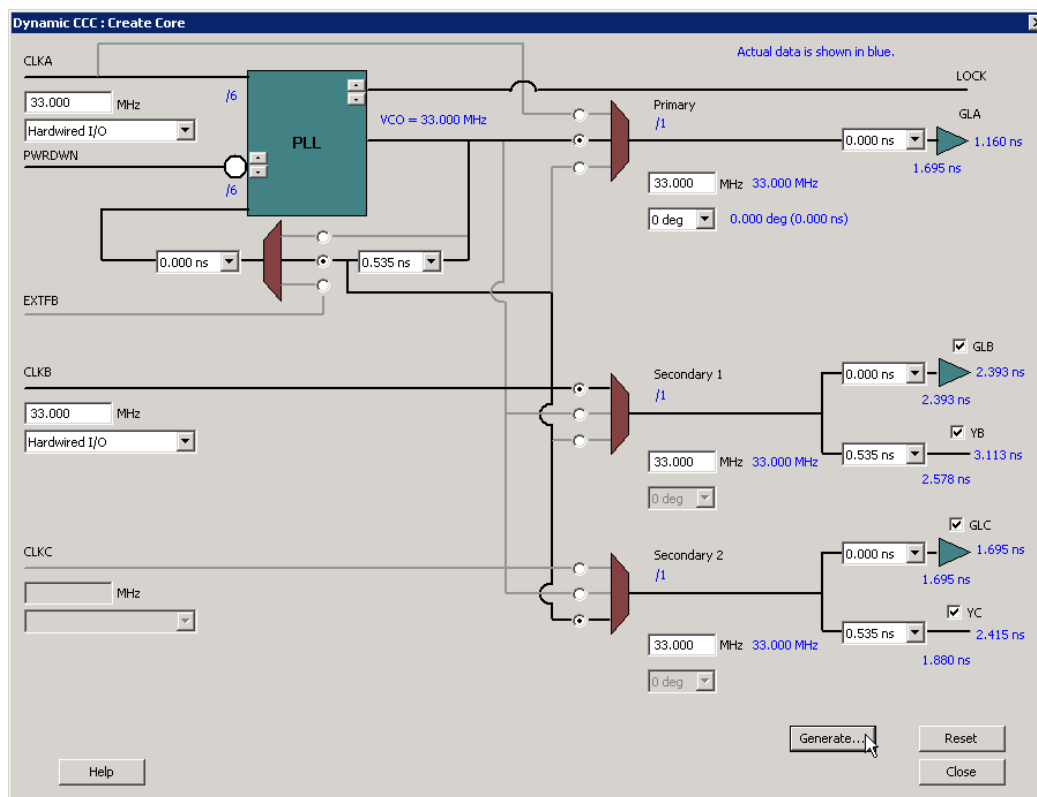 Dynamic CCC : Create Core
Actual data is shown in blue.
CLKA
33.000 MHz
Hardwired I/O
/6
PLL
VCO = 33.000 MHz
LOCK
Primary
/1
GLA
0.000 ns
1.160 ns
1.695 ns
PWRDWN
/6
33.000 MHz 33.000 MHz
0 deg 0.000 deg (0.000 ns)
0.000 ns
0.535 ns
EXTFB
CLKB
33.000 MHz
Hardwired I/O
Secondary 1
/1
33.000 MHz 33.000 MHz
0 deg
GLB
0.000 ns
2.393 ns
2.393 ns
YB
0.535 ns
3.113 ns
2.578 ns
CLKC
MHz
Secondary 2
/1
33.000 MHz 33.000 MHz
0 deg
GLC
0.000 ns
1.695 ns
1.695 ns
YC
0.535 ns
2.415 ns
1.880 ns
Generate...
Reset
Help
Close